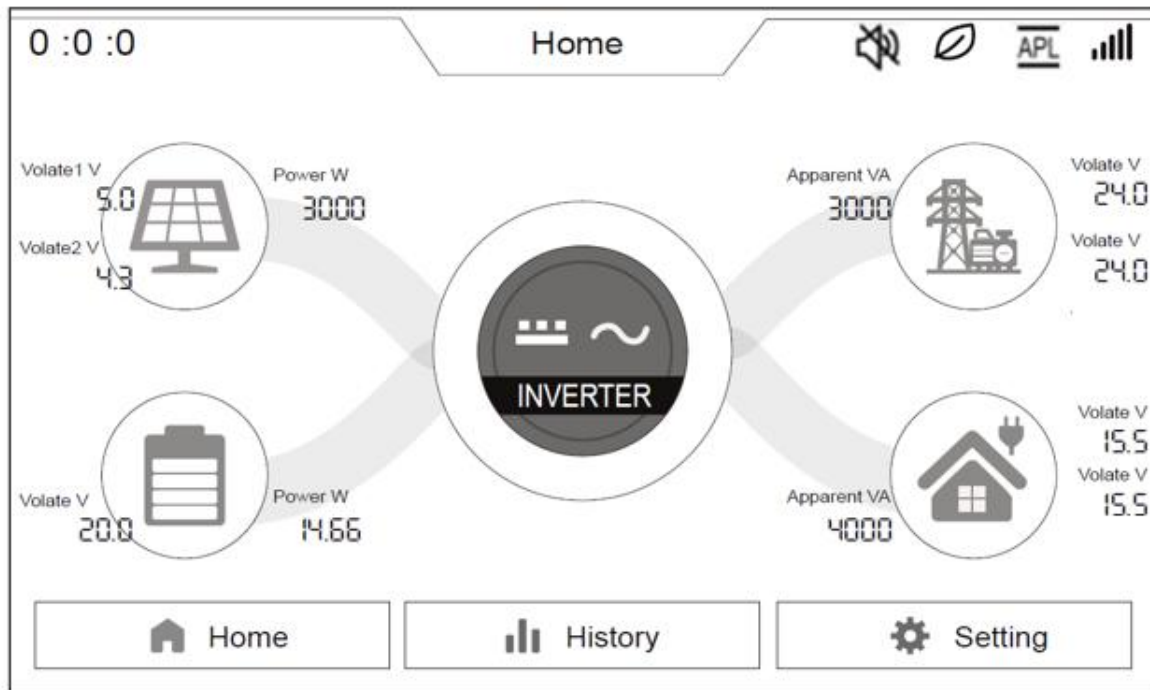 0 :0 :0
Home
APL
Volate1 V
5.0
Power W
3000
Volate2 V
4.3
Apparent VA
3000
Volate V
24.0
Volate V
24.0
INVERTER
Volate V
20.0
Power W
14.66
Apparent VA
4000
Volate V
15.5
Volate V
15.5
Home
History
Setting